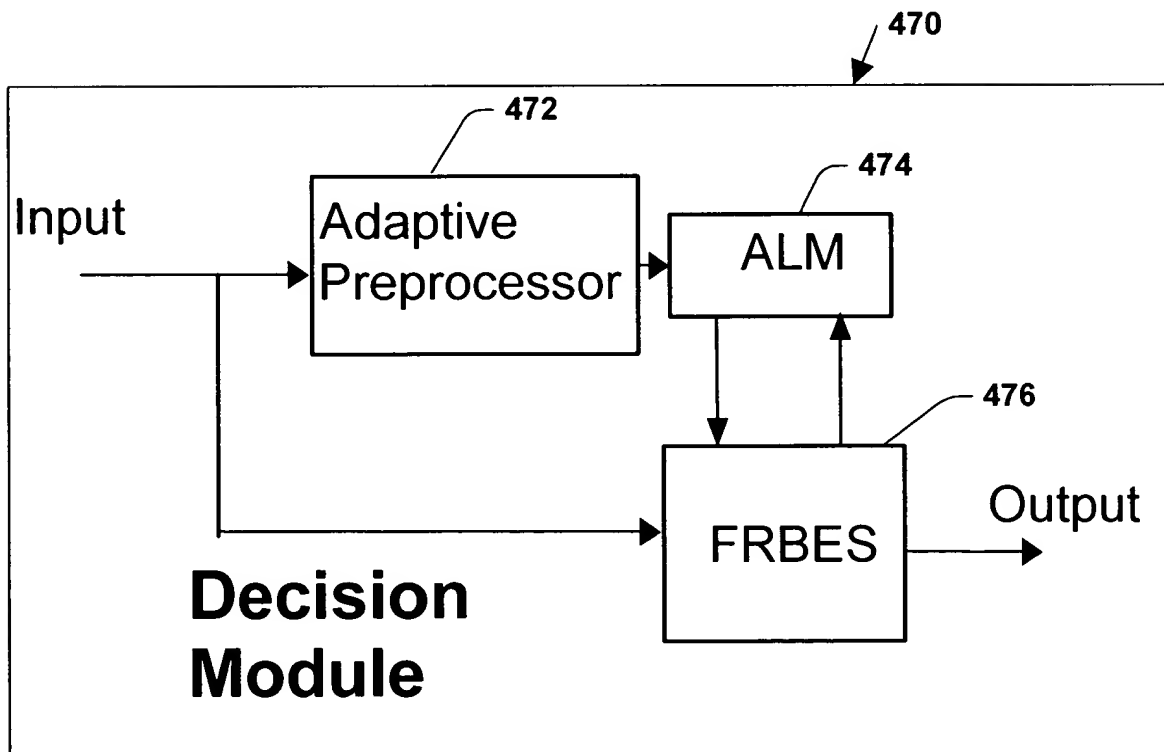 470
472
474
Input
Adaptive
Preprocessor
ALM
476
Output
FRBES
Decision
Module